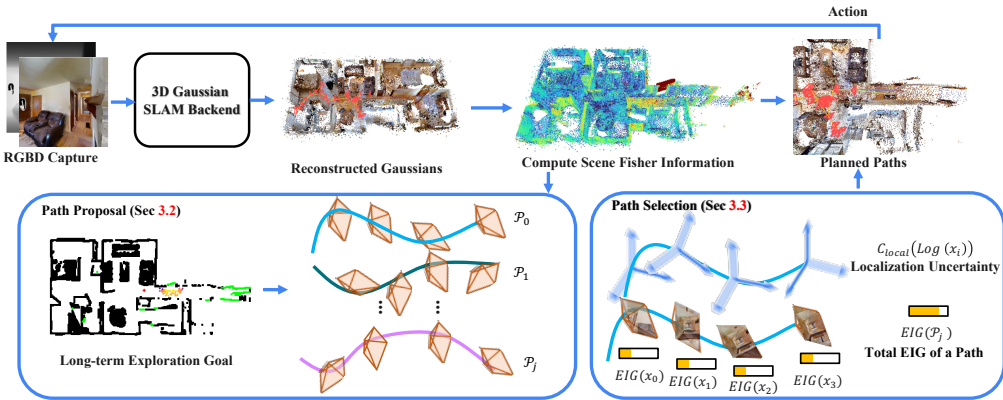 Action
3D Gaussian
SLAM Backend
RGBD Capture
Reconstructed Gaussians
Compute Scene Fisher Information
Planned Paths
Path Proposal (Sec 3.2)
𝒫₀
𝒫₁
𝒫ⱼ
Long-term Exploration Goal
Path Selection (Sec 3.3)
C_local(Log (xᵢ))
Localization Uncertainty
EIG(𝒫ⱼ)
Total EIG of a Path
EIG(x₀)
EIG(x₁)
EIG(x₂)
EIG(x₃)